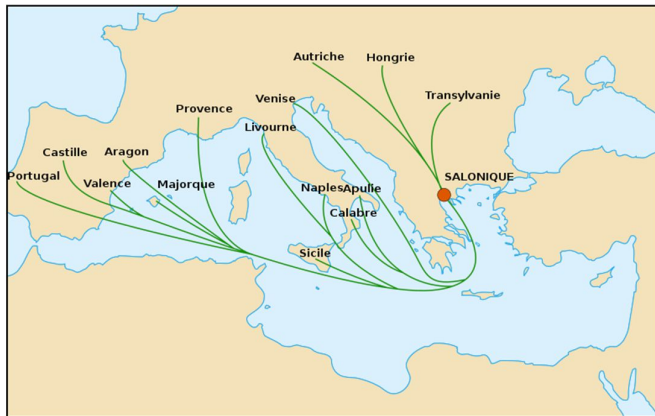 Autriche
Hongrie
Transylvanie
Venise
Provence
Livourne
Castille
Aragon
Portugal
Valence
Majorque
SALONIQUE
Naples
Apulie
Calabre
Sicile